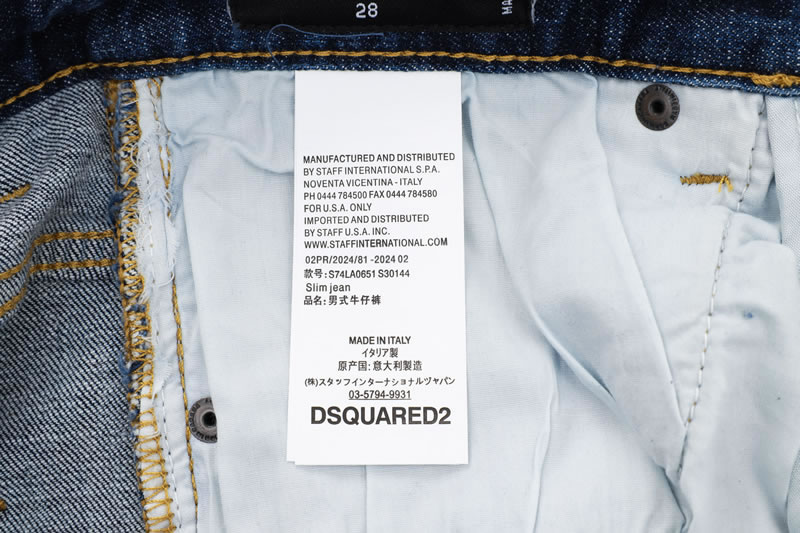 28
MA
MANUFACTURED AND DISTRIBUTED
BY STAFF INTERNATIONAL S.P.A.
NOVENTA VICENTINA - ITALY
PH 0444 784500 FAX 0444 784580
FOR U.S.A. ONLY
IMPORTED AND DISTRIBUTED
BY STAFF U.S.A. INC.
WWW.STAFFINTERNATIONAL.COM
02PR/2024/81 -2024 02
款号: S74LA0651 S30144
Slim jean
品名: 男式牛仔裤
MADE IN ITALY
イタリア製
原产国: 意大利製造
(株)スタッフインターナショナルヅャパン
03-5794-9931
DSQUARED2